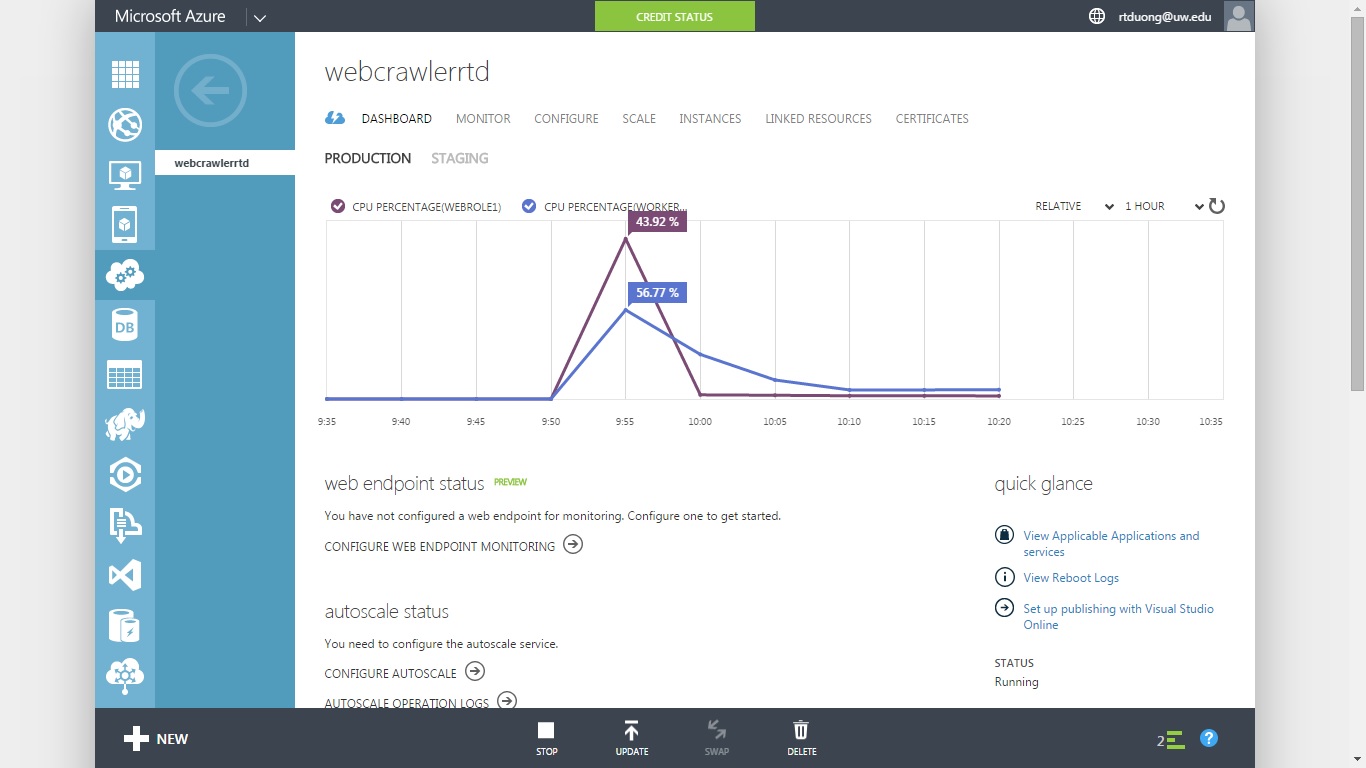 Microsoft Azure
CREDIT STATUS
rtduong@uw.edu
webcrawlerrtd
webcrawlerrtd
DASHBOARD MONITOR CONFIGURE SCALE INSTANCES LINKED RESOURCES CERTIFICATES
PRODUCTION STAGING
CPU PERCENTAGE(WEBROLE1) CPU PERCENTAGE(WORKER... RELATIVE 1 HOUR
43.92 %
56.77 %
9:35 9:40 9:45 9:50 9:55 10:00 10:05 10:10 10:15 10:20 10:25 10:30 10:35
DB
web endpoint status PREVIEW
You have not configured a web endpoint for monitoring. Configure one to get started.
CONFIGURE WEB ENDPOINT MONITORING
autoscale status
You need to configure the autoscale service.
CONFIGURE AUTOSCALE
AUTOSCALE OPERATION LOGS
quick glance
View Applicable Applications and
services
View Reboot Logs
Set up publishing with Visual Studio
Online
STATUS
Running
NEW
STOP UPDATE SWAP DELETE
2 ?